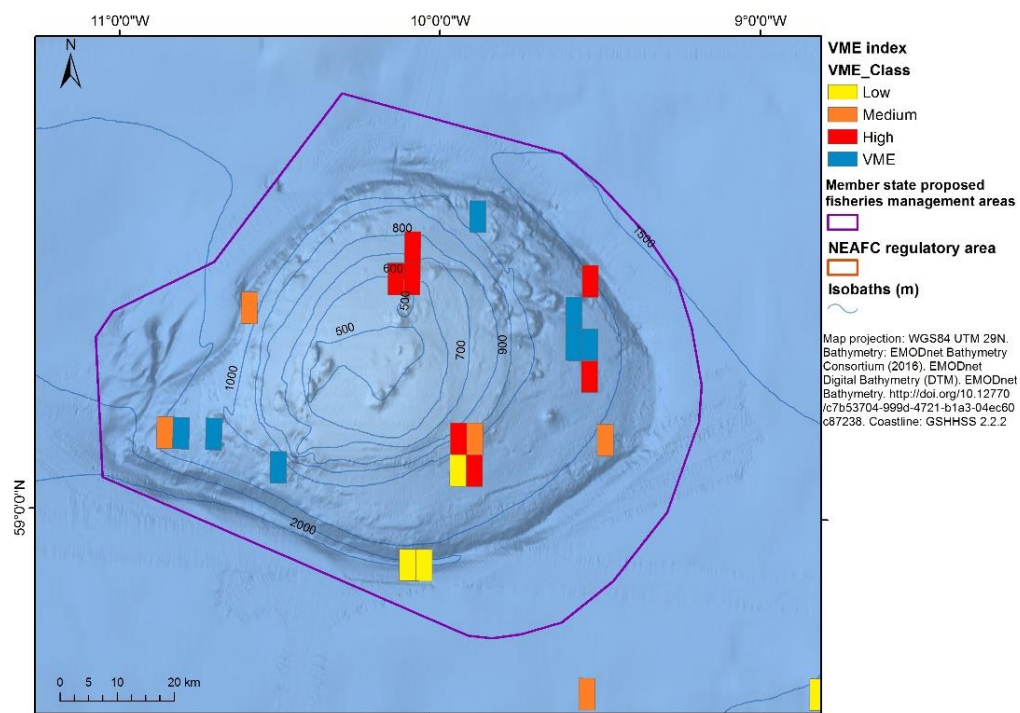 11°0'0"W
10°0'0"W
9°0'0"W
N
VME index
VME_Class
Low
Medium
High
VME
Member state proposed
fisheries management areas
NEAFC regulatory area
Isobaths (m)
Map projection: WGS84 UTM 29N.
Bathymetry: EMODnet Bathymetry
Consortium (2016). EMODnet
Digital Bathymetry (DTM). EMODnet
Bathymetry. http://doi.org/10.12770
/c7b53704-999d-4721-b1a3-04ec60
c87238. Coastline: GSHHSS 2.2.2
800
1500
600
500
500
700
900
1000
2000
59°0'0"N
0 5 10 20 km